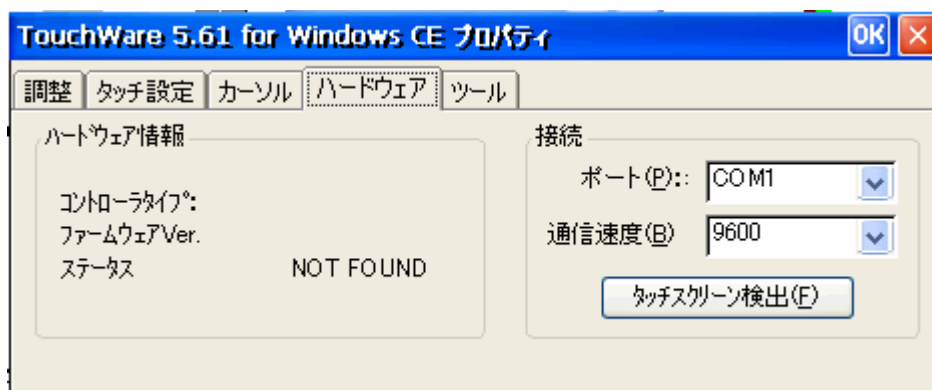 TouchWare 5.61 for Windows CE プロパティ OK
調整 タッチ設定 カーソル ハードウェア ツール
ハードウェア情報
コントローラタイプ:
ファームウェアVer.
ステータス NOT FOUND
接続
ポート(P):: COM1
通信速度(B) 9600
タッチスクリーン検出(F)